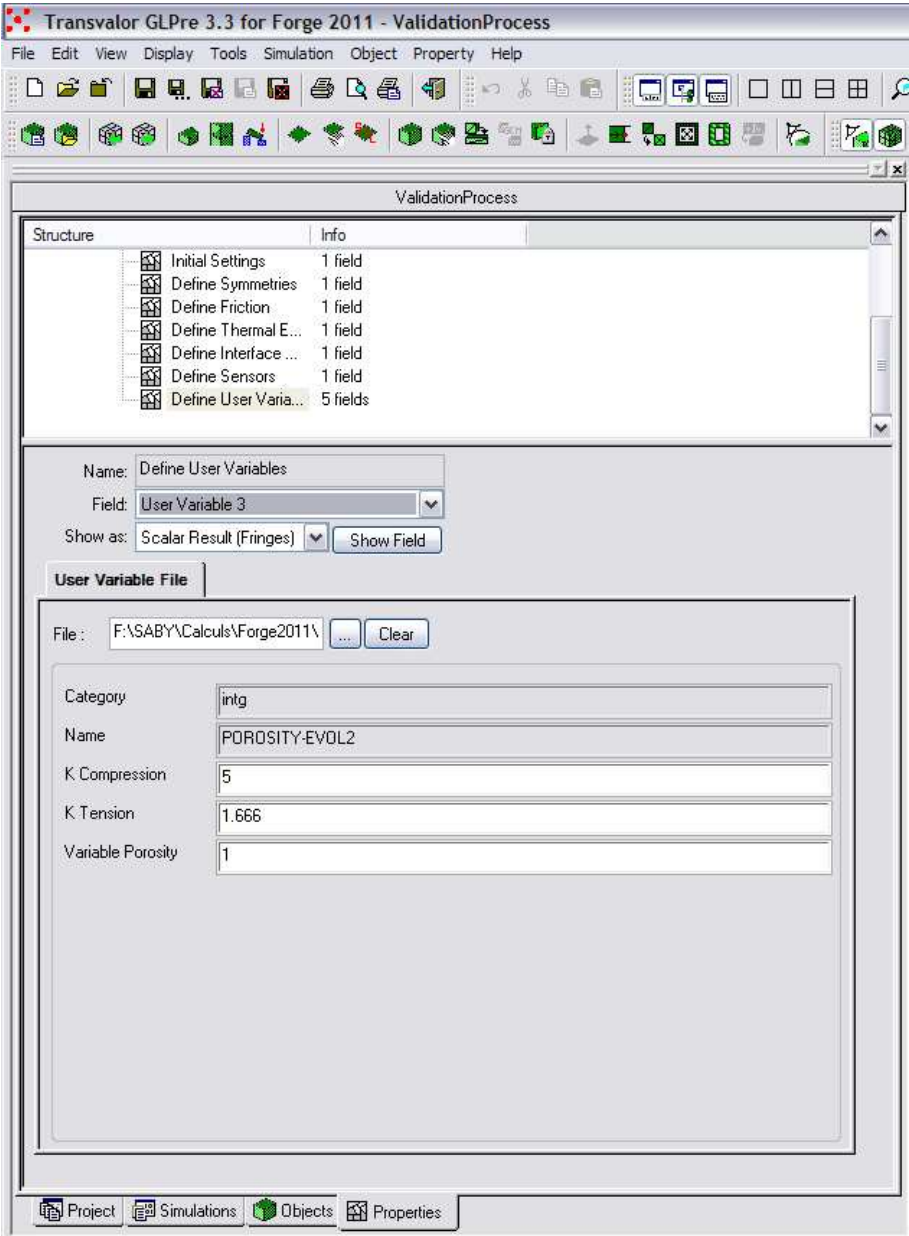 Transvalor GLPre 3.3 for Forge 2011 - ValidationProcess
File Edit View Display Tools Simulation Object Property Help
ValidationProcess
Structure Info
Initial Settings 1 field
Define Symmetries 1 field
Define Friction 1 field
Define Thermal E... 1 field
Define Interface ... 1 field
Define Sensors 1 field
Define User Varia... 5 fields
Name: Define User Variables
Field: User Variable 3
Show as: Scalar Result (Fringes) Show Field
User Variable File
File : F:\SABY\Calculs\Forge2011\ ... Clear
Category intg
Name POROSITY-EVOL2
K Compression 5
K Tension 1.666
Variable Porosity 1
Project Simulations Objects Properties